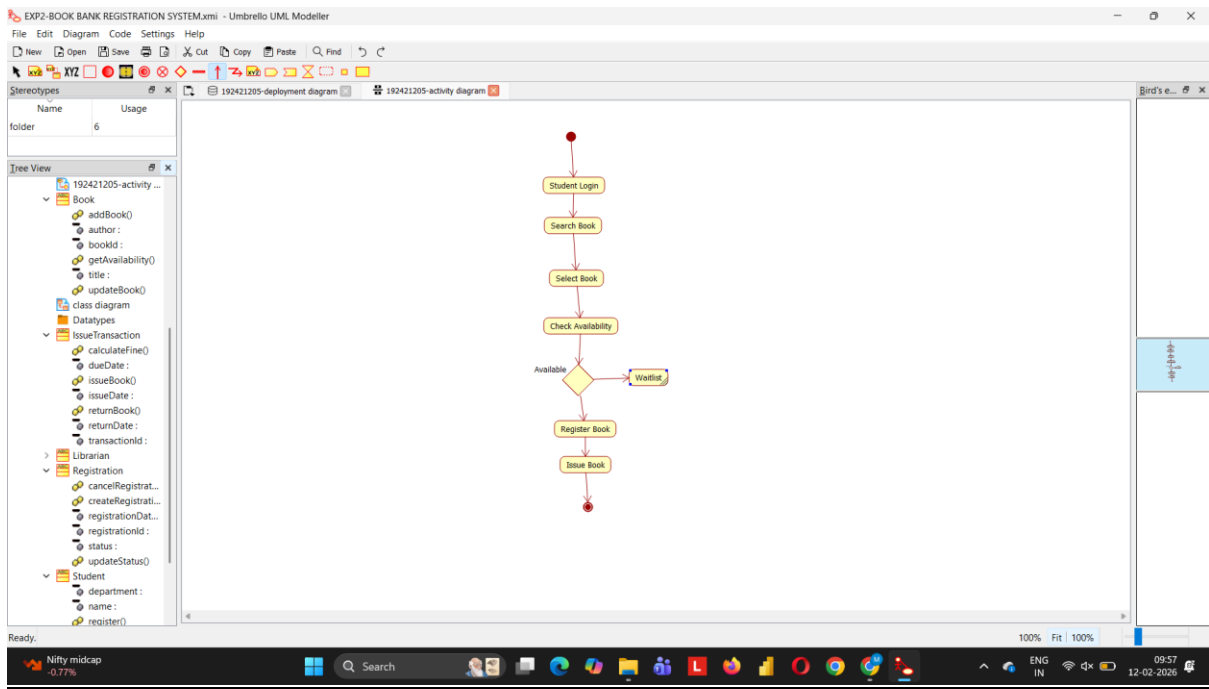 EXP2-BOOK BANK REGISTRATION SYSTEM.xmi - Umbrello UML Modeller
File Edit Diagram Code Settings Help
New Open Save Cut Copy Paste Find
XYZ
Stereotypes
192421205-deployment diagram 192421205-activity diagram
Bird's e...
Name Usage
folder 6
Tree View
192421205-activity ...
Book
addBook()
author :
bookId :
getAvailability()
title :
updateBook()
class diagram
Datatypes
IssueTransaction
calculateFine()
dueDate :
issueBook()
issueDate :
returnBook()
returnDate :
transactionId :
Librarian
Registration
cancelRegistrat...
createRegistrati...
registrationDat...
registrationId :
status :
updateStatus()
Student
department :
name :
register()
Student Login
Search Book
Select Book
Check Availability
Available
Waitlist
Register Book
Issue Book
Ready.
100% Fit 100%
Nifty midcap
-0.77%
Search
ENG
IN
09:57
12-02-2026